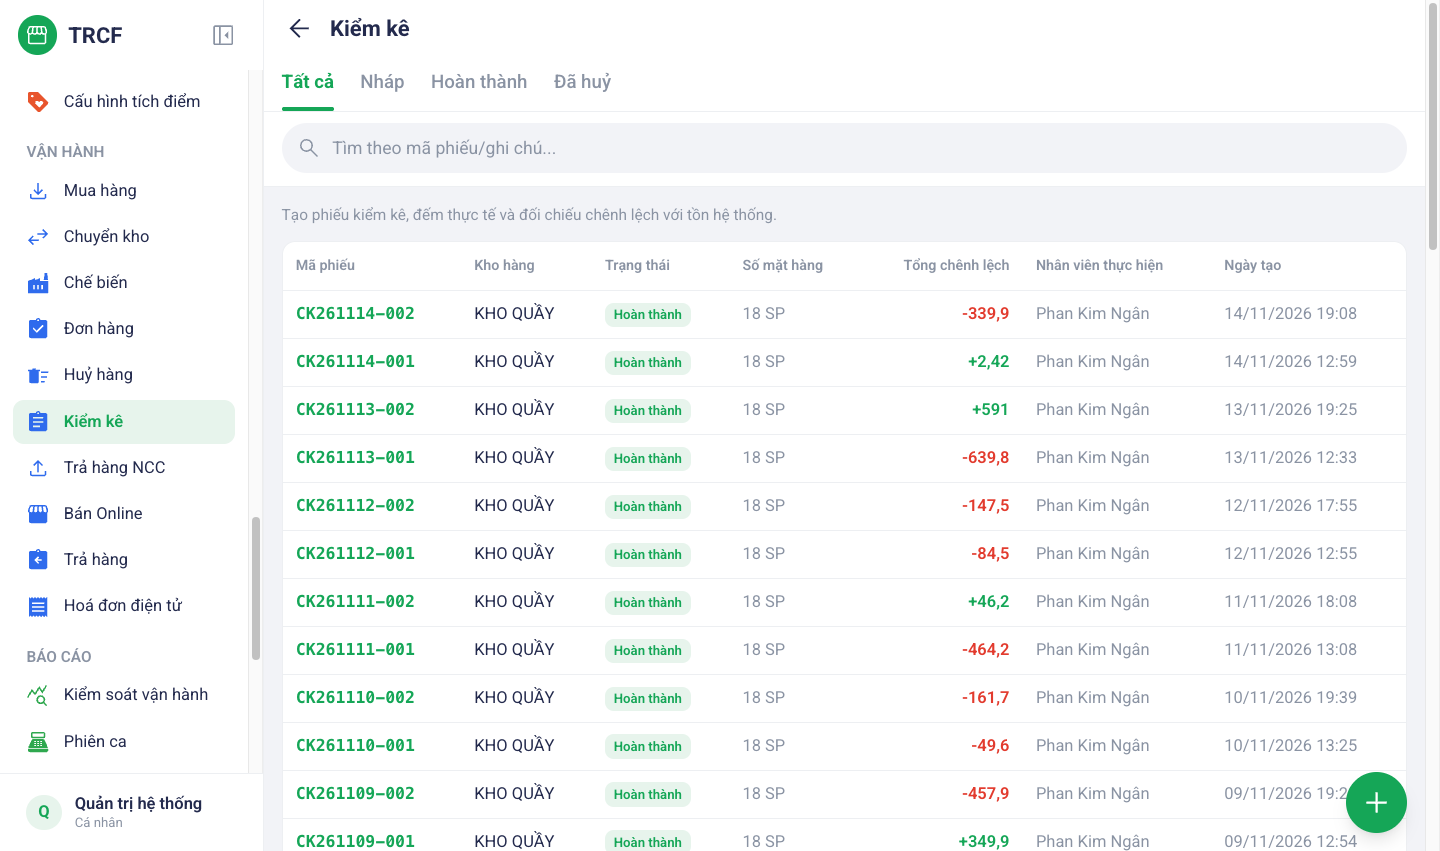 TRCF
Cấu hình tích điểm
VẬN HÀNH
Mua hàng
Chuyển kho
Chế biến
Đơn hàng
Huỷ hàng
Kiểm kê
Trả hàng NCC
Bán Online
Trả hàng
Hoá đơn điện tử
BÁO CÁO
Kiểm soát vận hành
Phiên ca
Q
Quản trị hệ thống
Cá nhân
Kiểm kê
Tất cả Nháp Hoàn thành Đã huỷ
Tìm theo mã phiếu/ghi chú...
Tạo phiếu kiểm kê, đếm thực tế và đối chiếu chênh lệch với tồn hệ thống.
Mã phiếu Kho hàng Trạng thái Số mặt hàng Tổng chênh lệch Nhân viên thực hiện Ngày tạo
CK261114-002 KHO QUẦY Hoàn thành 18 SP -339,9 Phan Kim Ngân 14/11/2026 19:08
CK261114-001 KHO QUẦY Hoàn thành 18 SP +2,42 Phan Kim Ngân 14/11/2026 12:59
CK261113-002 KHO QUẦY Hoàn thành 18 SP +591 Phan Kim Ngân 13/11/2026 19:25
CK261113-001 KHO QUẦY Hoàn thành 18 SP -639,8 Phan Kim Ngân 13/11/2026 12:33
CK261112-002 KHO QUẦY Hoàn thành 18 SP -147,5 Phan Kim Ngân 12/11/2026 17:55
CK261112-001 KHO QUẦY Hoàn thành 18 SP -84,5 Phan Kim Ngân 12/11/2026 12:55
CK261111-002 KHO QUẦY Hoàn thành 18 SP +46,2 Phan Kim Ngân 11/11/2026 18:08
CK261111-001 KHO QUẦY Hoàn thành 18 SP -464,2 Phan Kim Ngân 11/11/2026 13:08
CK261110-002 KHO QUẦY Hoàn thành 18 SP -161,7 Phan Kim Ngân 10/11/2026 19:39
CK261110-001 KHO QUẦY Hoàn thành 18 SP -49,6 Phan Kim Ngân 10/11/2026 13:25
CK261109-002 KHO QUẦY Hoàn thành 18 SP -457,9 Phan Kim Ngân 09/11/2026
CK261109-001 KHO QUẦY Hoàn thành 18 SP +349,9 Phan Kim Ngân 09/11/2026 12:54